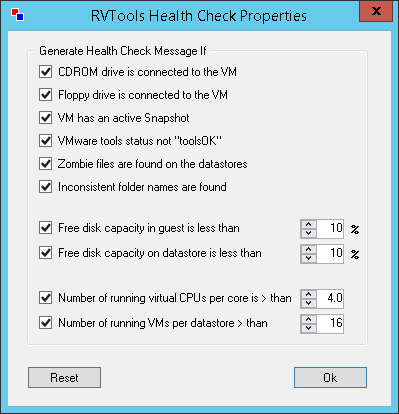 RVTools Health Check Properties
x
Generate Health Check Message If
CDROM drive is connected to the VM
Floppy drive is connected to the VM
VM has an active Snapshot
VMware tools status not "toolsOK"
Zombie files are found on the datastores
Inconsistent folder names are found
Free disk capacity in guest is less than 10 %
Free disk capacity on datastore is less than 10 %
Number of running virtual CPUs per core is > than 4.0
Number of running VMs per datastore > than 16
Reset Ok